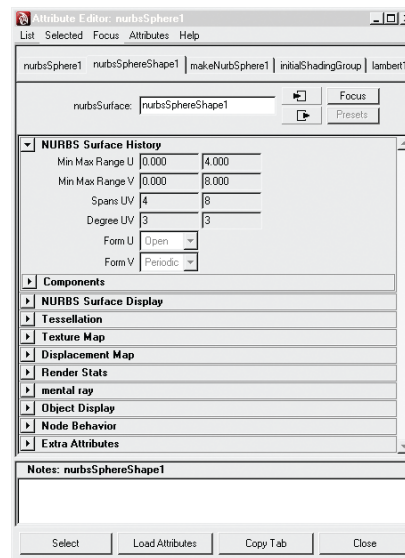 Attribute Editor: nurbsSphere1
List Selected Focus Attributes Help
nurbsSphere1 nurbsSphereShape1 makeNurbSphere1 initialShadingGroup lambert1
nurbsSurface: nurbsSphereShape1
Focus
Presets
NURBS Surface History
Min Max Range U 0.000 4.000
Min Max Range V 0.000 8.000
Spans UV 4 8
Degree UV 3 3
Form U Open
Form V Periodic
Components
NURBS Surface Display
Tessellation
Texture Map
Displacement Map
Render Stats
mental ray
Object Display
Node Behavior
Extra Attributes
Notes: nurbsSphereShape1
Select Load Attributes Copy Tab Close